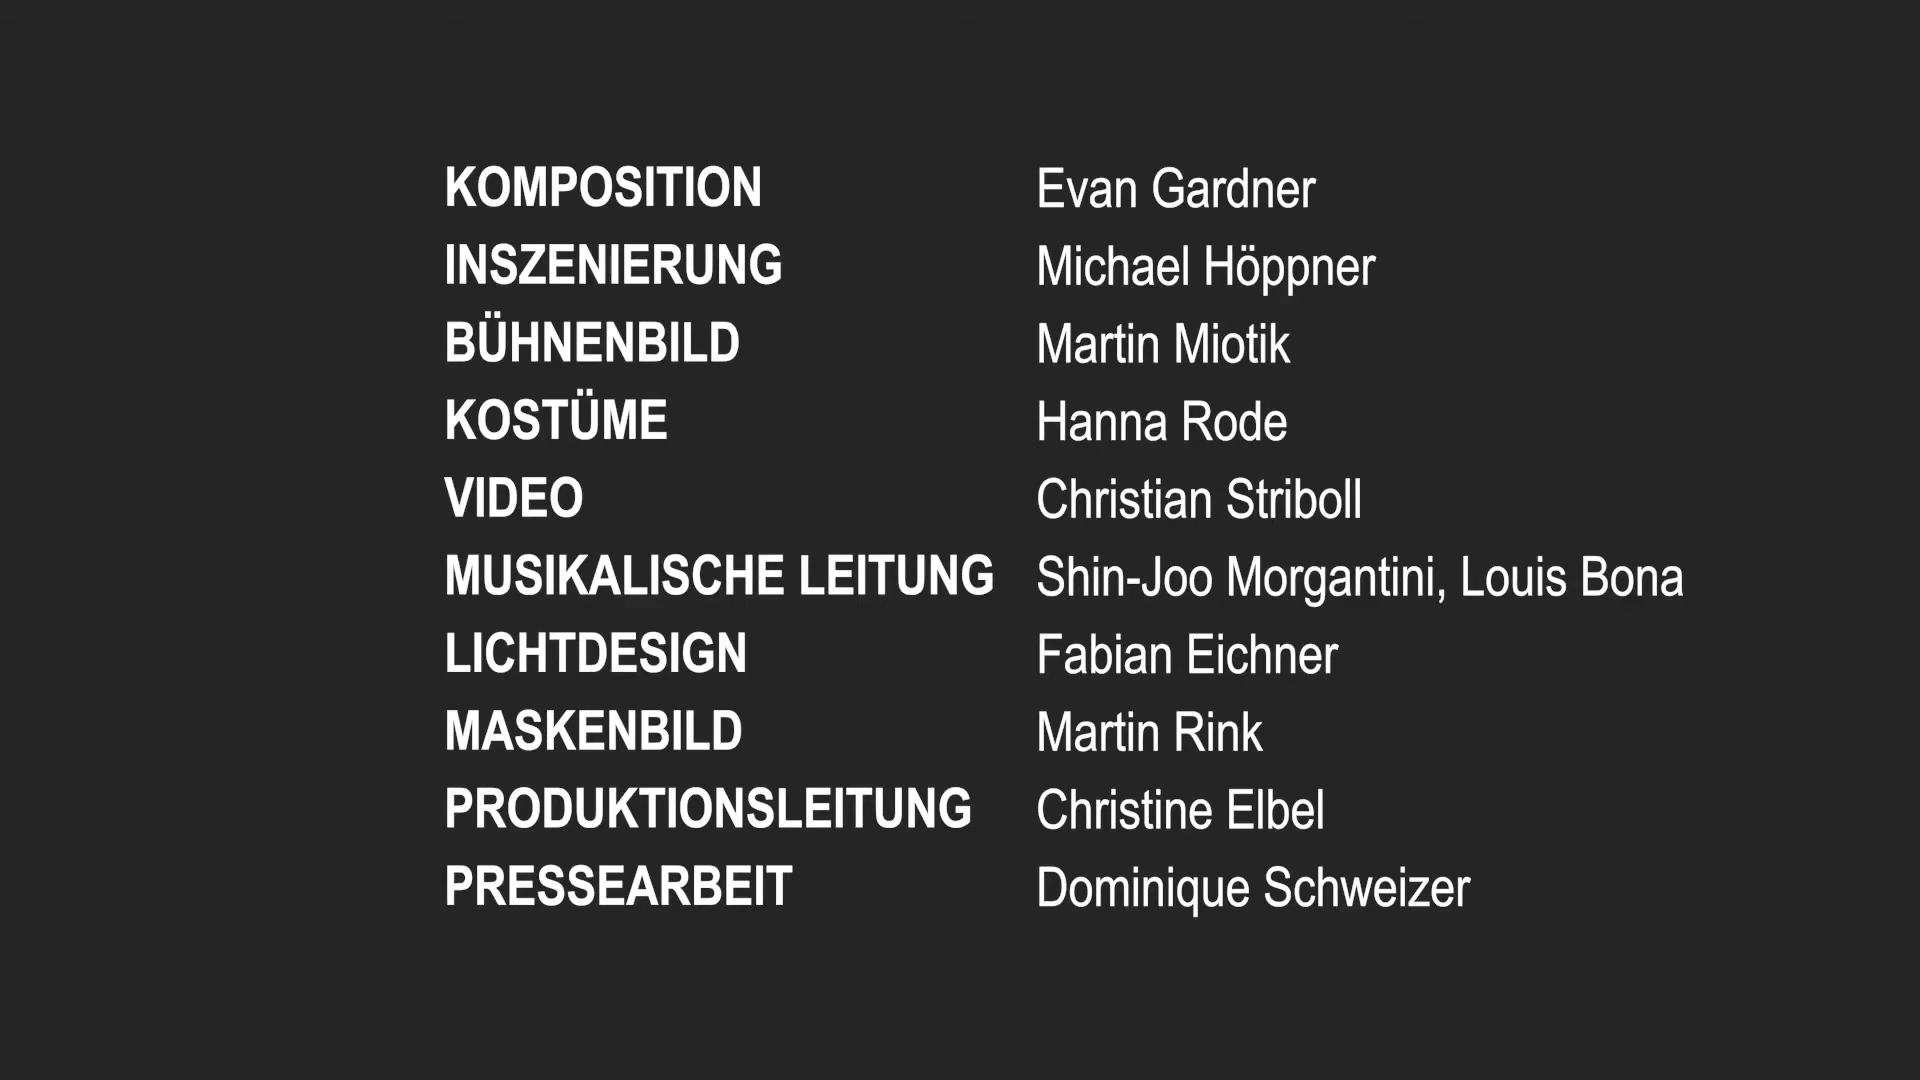 KOMPOSITION Evan Gardner
INSZENIERUNG Michael Höppner
BÜHNENBILD Martin Miotik
KOSTÜME Hanna Rode
VIDEO Christian Striboll
MUSIKALISCHE LEITUNG Shin-Joo Morgantini, Louis Bona
LICHTDESIGN Fabian Eichner
MASKENBILD Martin Rink
PRODUKTIONSLEITUNG Christine Elbel
PRESSEARBEIT Dominique Schweizer